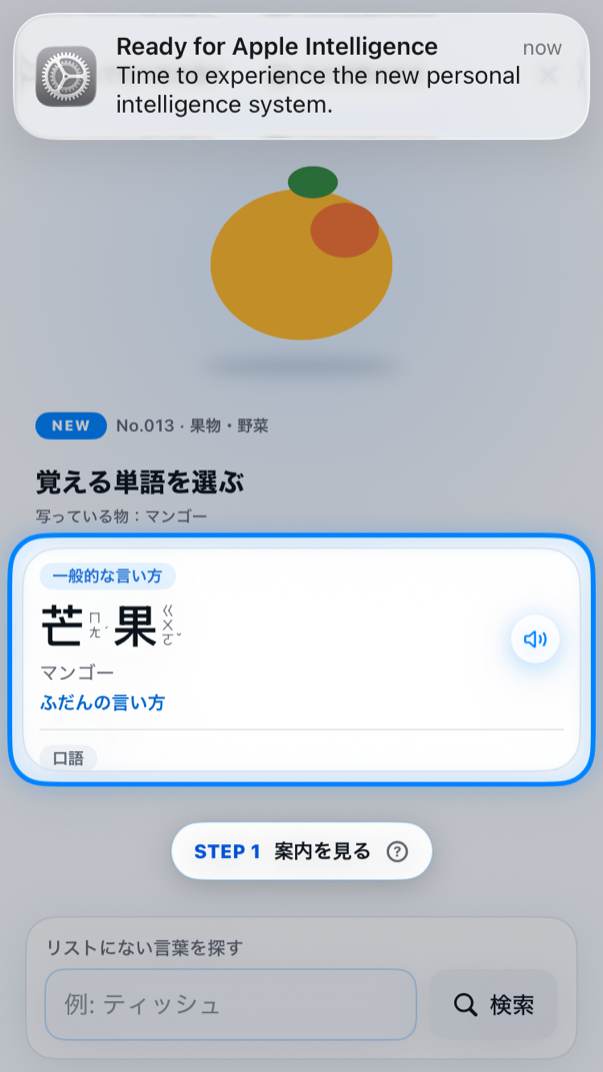 Ready for Apple Intelligence
now
Time to experience the new personal
intelligence system.
NEW
No.013 · 果物・野菜
覚える単語を選ぶ
写っている物：マンゴー
一般的な言い方
芒ㄇㄤˊ果ㄍㄨㄛˇ
マンゴー
ふだんの言い方
口語
STEP 1 案内を見る ?
リストにない言葉を探す
例: ティッシュ
検索